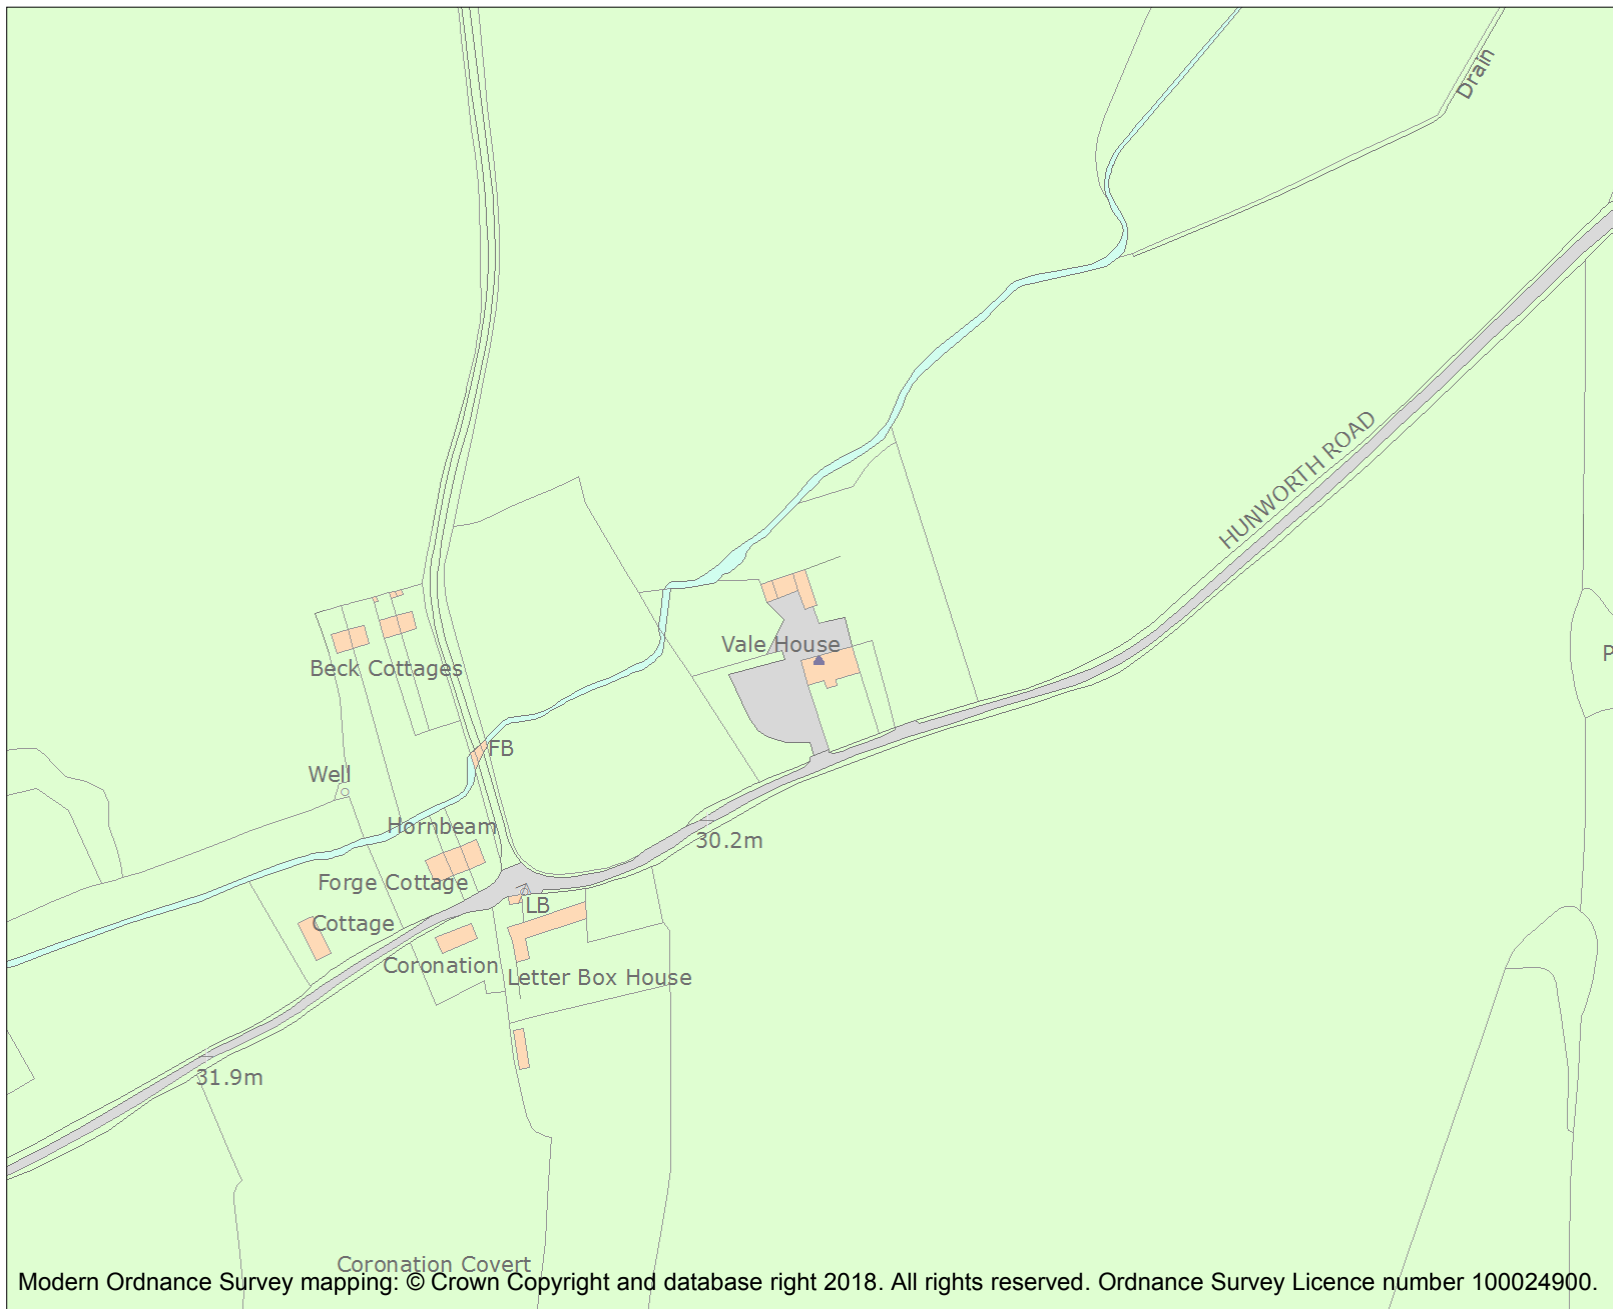 Drain
HUNWORTH ROAD
Vale House
Beck Cottages
FB
Well
Hornbeam
30.2m
Forge Cottage
LB
Cottage
Coronation
Letter Box House
31.9m
P
Coronation Covert
Modern Ordnance Survey mapping: © Crown Copyright and database right 2018. All rights reserved. Ordnance Survey Licence number 100024900.